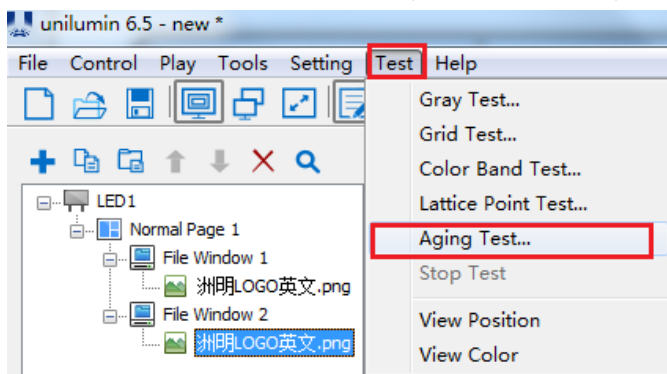 unilumin 6.5 - new *
File Control Play Tools Setting Test Help
Gray Test...
Grid Test...
Color Band Test...
Lattice Point Test...
Aging Test...
Stop Test
View Position
View Color
LED1
Normal Page 1
File Window 1
洲明LOGO英文.png
File Window 2
洲明LOGO英文.png